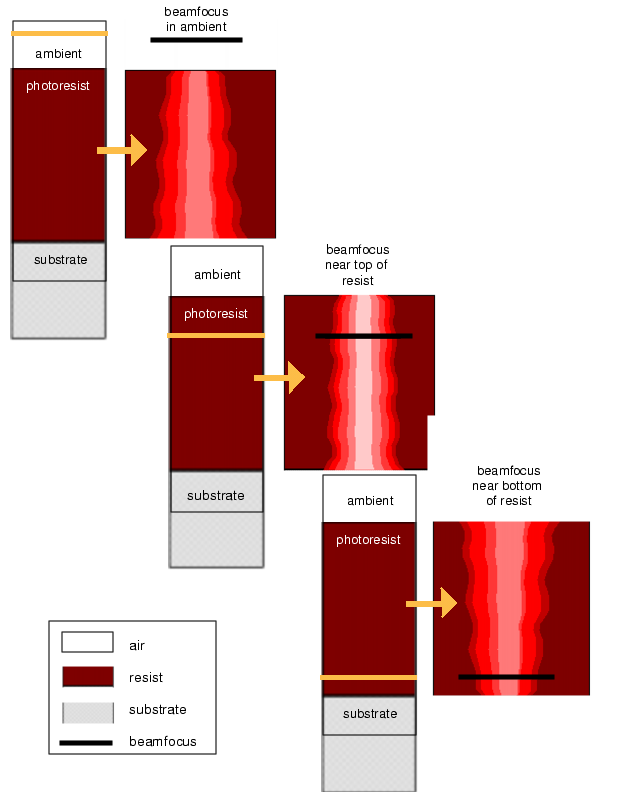 beamfocus
in ambient
ambient
photoresist
substrate
beamfocus
near top of
resist
ambient
photoresist
substrate
beamfocus
near bottom
of resist
ambient
photoresist
substrate
air
resist
substrate
beamfocus